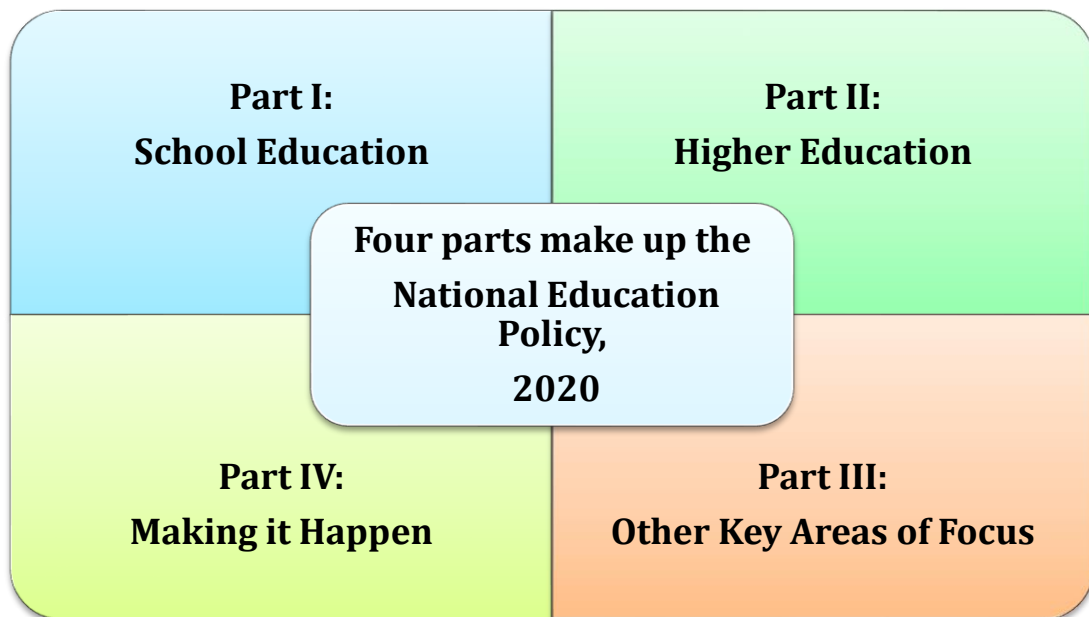 Part I:
School Education
Part II:
Higher Education
Four parts make up the
National Education
Policy,
2020
Part IV:
Making it Happen
Part III:
Other Key Areas of Focus